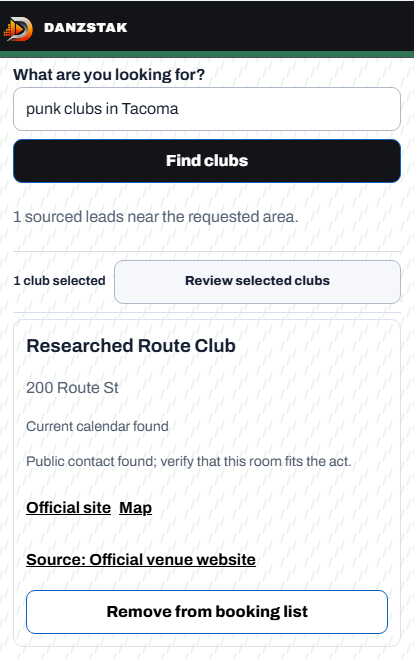 DANZSTAK
What are you looking for?
punk clubs in Tacoma
Find clubs
1 sourced leads near the requested area.
1 club selected
Review selected clubs
Researched Route Club
200 Route St
Current calendar found
Public contact found; verify that this room fits the act.
Official site Map
Source: Official venue website
Remove from booking list